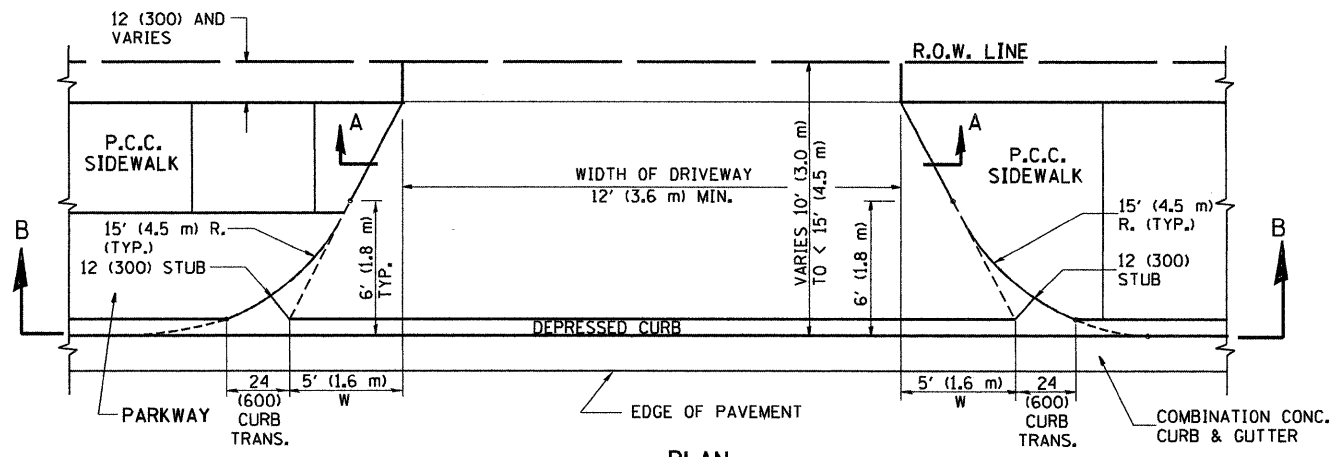 12 (300) AND
VARIES
R.O.W. LINE
A
A
P.C.C.
SIDEWALK
WIDTH OF DRIVEWAY
12' (3.6 m) MIN.
VARIES 10' (3.0 m)
TO < 15' (4.5 m)
P.C.C.
SIDEWALK
B
15' (4.5 m) R.
(TYP.)
12 (300) STUB
6' (1.8 m)
TYP.
6' (1.8 m)
15' (4.5 m)
R. (TYP.)
12 (300)
STUB
B
DEPRESSED CURB
PARKWAY
24
(600)
CURB
TRANS.
5' (1.6 m)
W
EDGE OF PAVEMENT
5' (1.6 m)
W
24
(600)
CURB
TRANS.
COMBINATION CONC.
CURB & GUTTER
PLAN